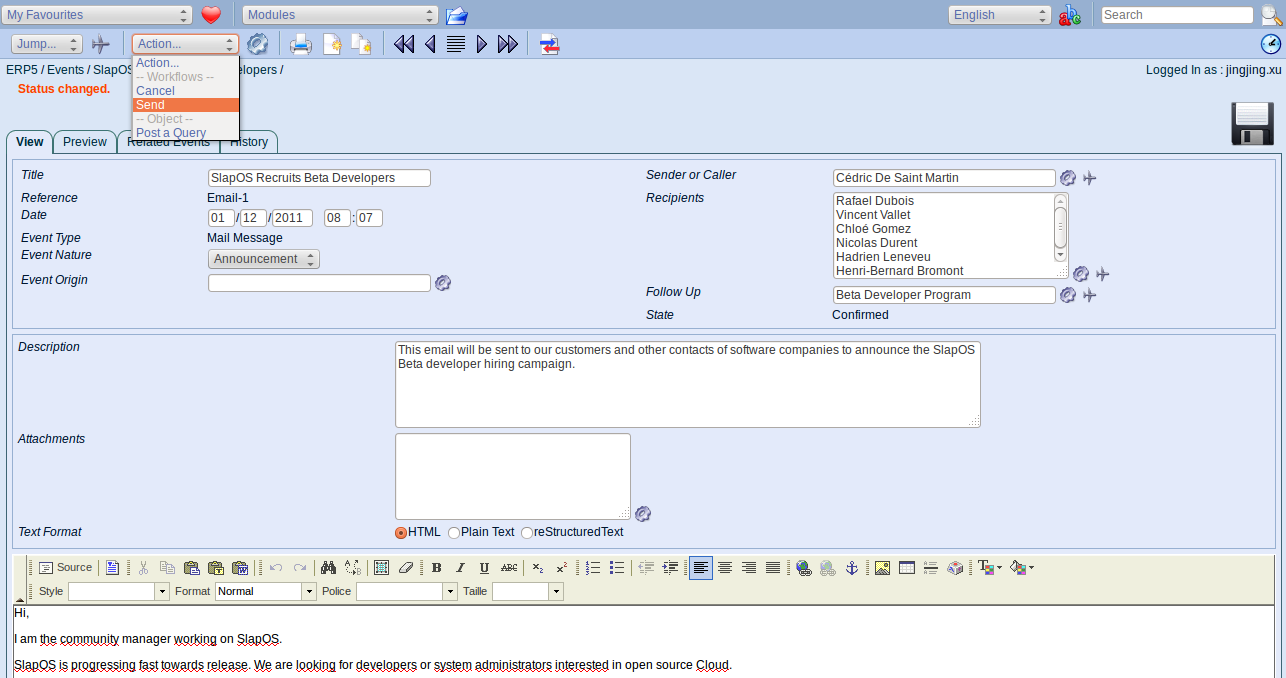 My Favourites
Modules
English
Search
Jump...
Action...
ERP5 / Events / SlapOS
elopers /
Logged In as : jingjing.xu
Status changed.
Action...
-- Workflows --
Cancel
Send
-- Object --
Post a Query
View
Preview
Related Events
History
Title
SlapOS Recruits Beta Developers
Reference
Email-1
Date
01 / 12 / 2011 08 : 07
Event Type
Mail Message
Event Nature
Announcement
Event Origin
Sender or Caller
Cédric De Saint Martin
Recipients
Rafael Dubois
Vincent Vallet
Chloé Gomez
Nicolas Durent
Hadrien Leneveu
Henri-Bernard Bromont
Follow Up
Beta Developer Program
State
Confirmed
Description
This email will be sent to our customers and other contacts of software companies to announce the SlapOS
Beta developer hiring campaign.
Attachments
Text Format
HTML Plain Text reStructuredText
Source
B I U ABC
Style Format Normal Police Taille
Hi,
I am the community manager working on SlapOS.
SlapOS is progressing fast towards release. We are looking for developers or system administrators interested in open source Cloud.